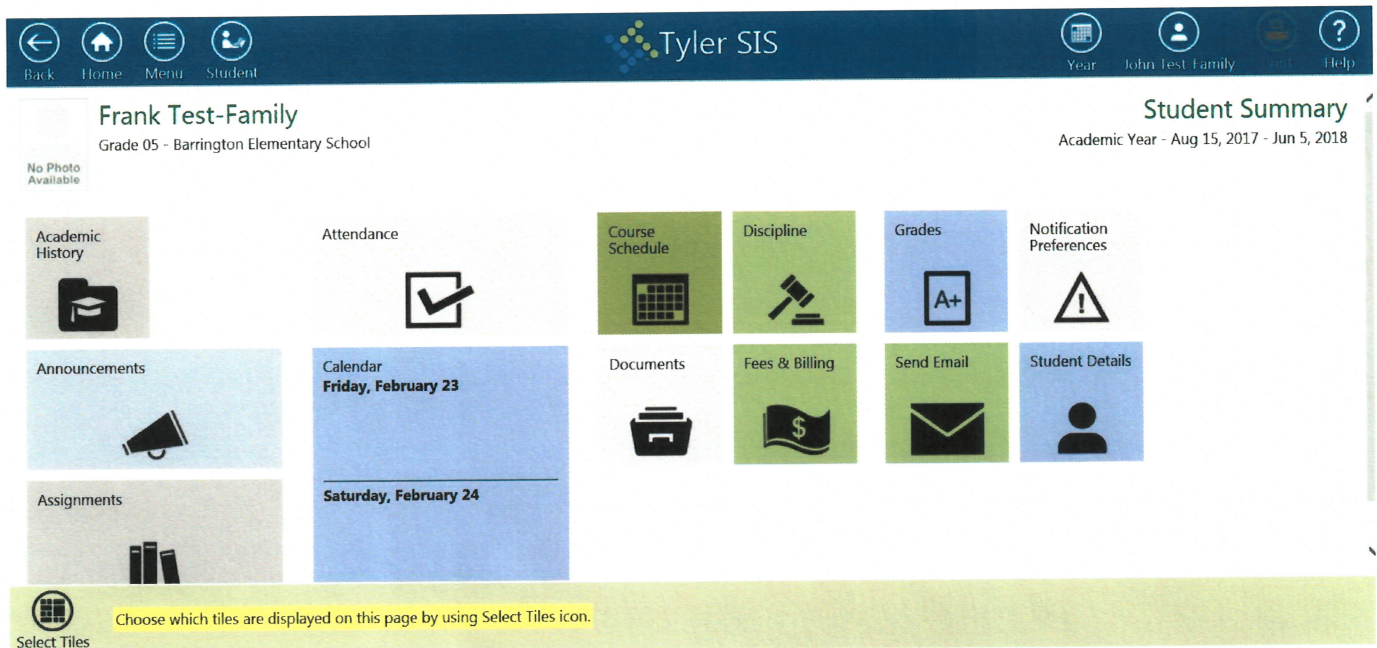 Back
Home
Menu
Student
Tyler SIS
Year
John Test-Family
Print
Help
Frank Test-Family
Grade 05 - Barrington Elementary School
No Photo
Available
Student Summary
Academic Year - Aug 15, 2017 - Jun 5, 2018
Academic
History
Attendance
Course
Schedule
Discipline
Grades
A+
Notification
Preferences
!
Announcements
Calendar
Friday, February 23
Saturday, February 24
Documents
Fees & Billing
$
Send Email
Student Details
Assignments
Select Tiles
Choose which tiles are displayed on this page by using Select Tiles icon.